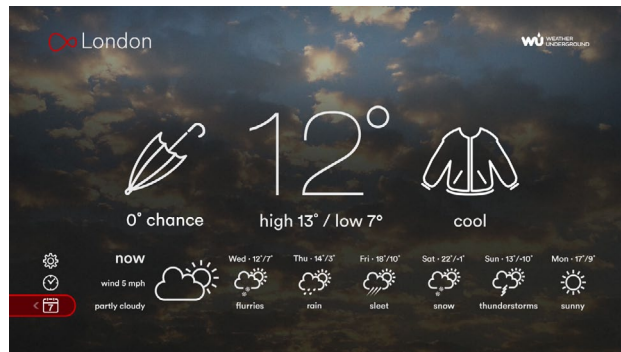 London
WU WEATHER
UNDERGROUND
12°
0° chance
high 13° / low 7°
cool
now
wind 5 mph
partly cloudy
Wed · 12°/7°
flurries
Thu · 14°/3°
rain
Fri · 18°/10°
sleet
Sat · 22°/-1°
snow
Sun · 13°/-10°
thunderstorms
Mon · 17°/9°
sunny
7